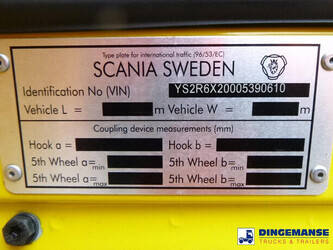 Type plate for international traffic (96/53/EC)
SCANIA SWEDEN
Identification No (VIN) YS2R6X20005390610
Vehicle L = m Vehicle W = m
Coupling device measurements (mm)
Hook a = Hook b =
5th Wheel a=min 5th Wheel b=min
5th Wheel a=max 5th Wheel b=max
DINGEMANSE
TRUCKS & TRAILERS